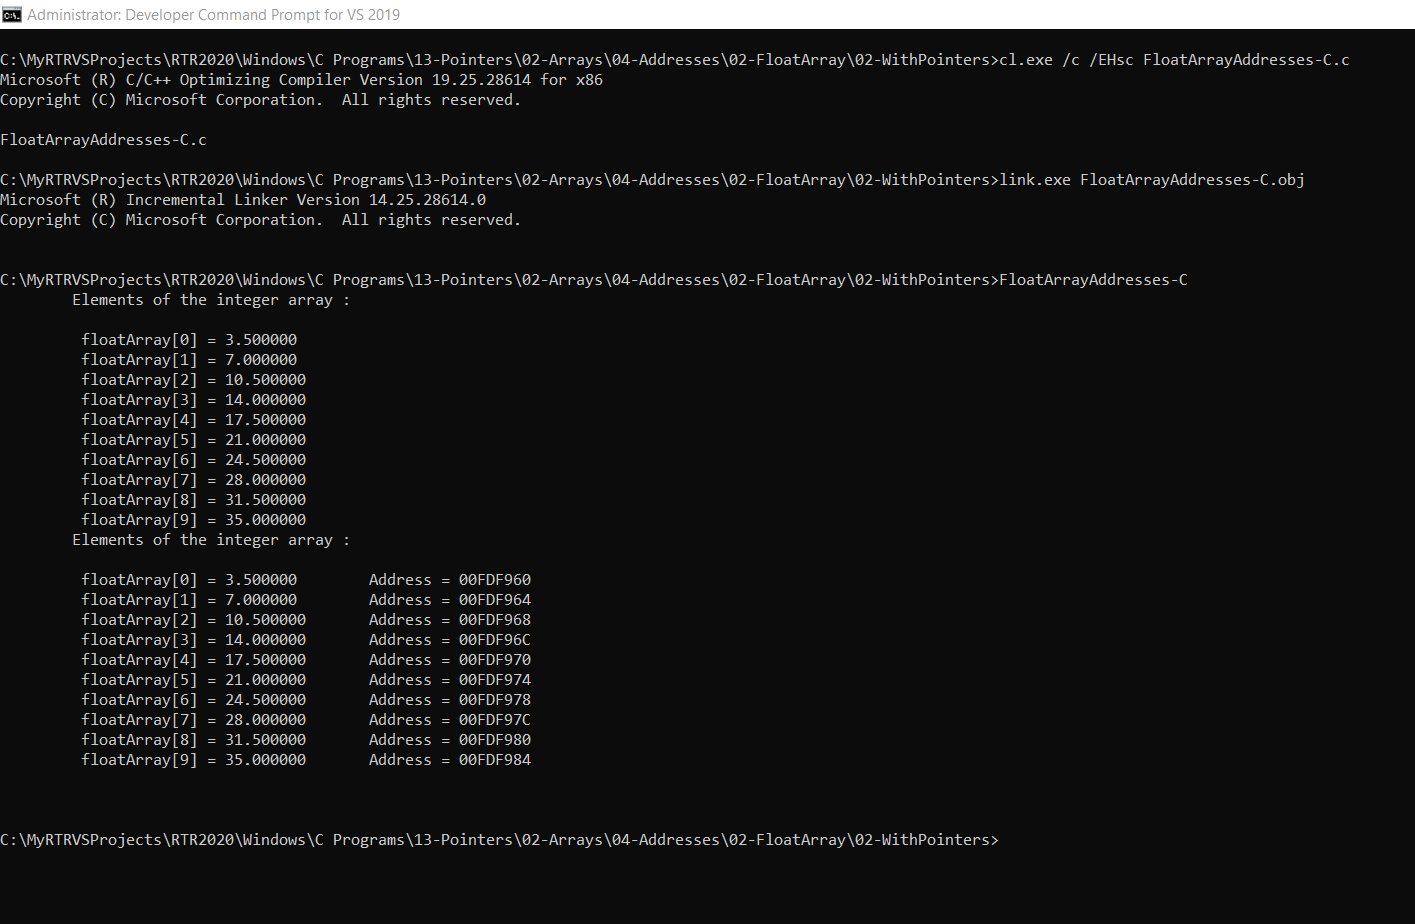 Administrator: Developer Command Prompt for VS 2019
C:\MyRTRVSProjects\RTR2020\Windows\C Programs\13-Pointers\02-Arrays\04-Addresses\02-FloatArray\02-WithPointers>cl.exe /c /EHsc FloatArrayAddresses-C.c
Microsoft (R) C/C++ Optimizing Compiler Version 19.25.28614 for x86
Copyright (C) Microsoft Corporation.  All rights reserved.
FloatArrayAddresses-C.c
C:\MyRTRVSProjects\RTR2020\Windows\C Programs\13-Pointers\02-Arrays\04-Addresses\02-FloatArray\02-WithPointers>link.exe FloatArrayAddresses-C.obj
Microsoft (R) Incremental Linker Version 14.25.28614.0
Copyright (C) Microsoft Corporation.  All rights reserved.
C:\MyRTRVSProjects\RTR2020\Windows\C Programs\13-Pointers\02-Arrays\04-Addresses\02-FloatArray\02-WithPointers>FloatArrayAddresses-C
Elements of the integer array :
floatArray[0] = 3.500000
floatArray[1] = 7.000000
floatArray[2] = 10.500000
floatArray[3] = 14.000000
floatArray[4] = 17.500000
floatArray[5] = 21.000000
floatArray[6] = 24.500000
floatArray[7] = 28.000000
floatArray[8] = 31.500000
floatArray[9] = 35.000000
Elements of the integer array :
floatArray[0] = 3.500000        Address = 00FDF960
floatArray[1] = 7.000000        Address = 00FDF964
floatArray[2] = 10.500000       Address = 00FDF968
floatArray[3] = 14.000000       Address = 00FDF96C
floatArray[4] = 17.500000       Address = 00FDF970
floatArray[5] = 21.000000       Address = 00FDF974
floatArray[6] = 24.500000       Address = 00FDF978
floatArray[7] = 28.000000       Address = 00FDF97C
floatArray[8] = 31.500000       Address = 00FDF980
floatArray[9] = 35.000000       Address = 00FDF984
C:\MyRTRVSProjects\RTR2020\Windows\C Programs\13-Pointers\02-Arrays\04-Addresses\02-FloatArray\02-WithPointers>